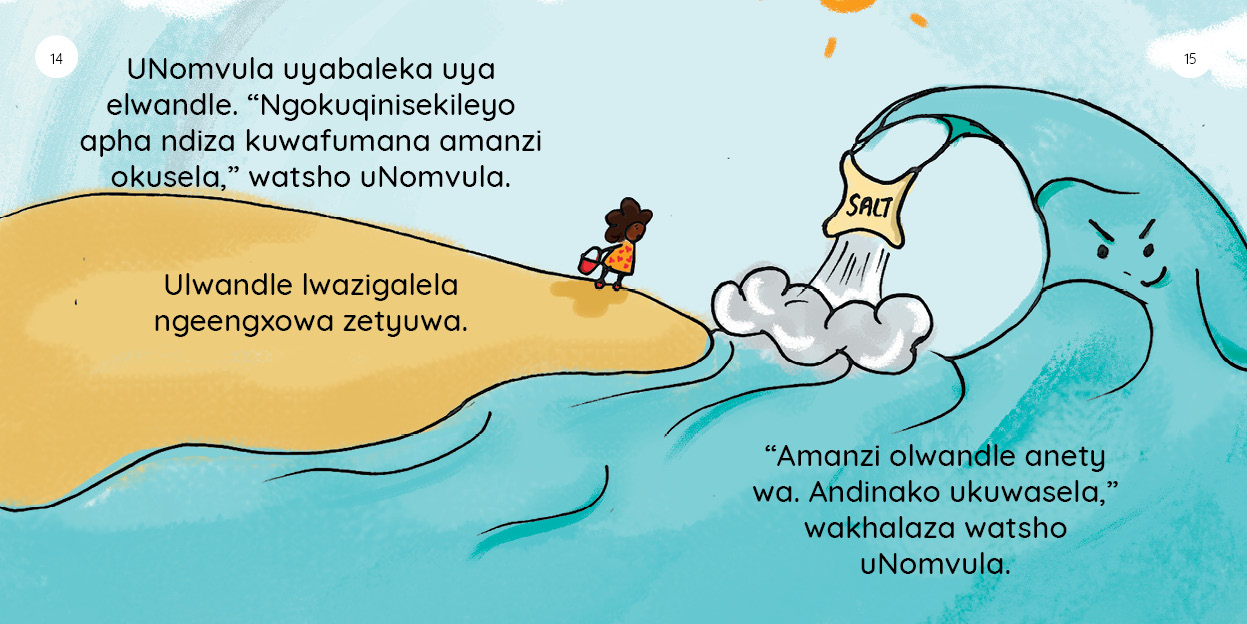 14
UNomvula uyabaleka uya
elwandle. “Ngokuqinisekileyo
apha ndiza kuwafumana amanzi
okusela,” watsho uNomvula.
Ulwandle lwazigalela
ngeengxowa zetyuwa.
15
SALT
“Amanzi olwandle anety
wa. Andinako ukuwasela,”
wakhalaza watsho
uNomvula.